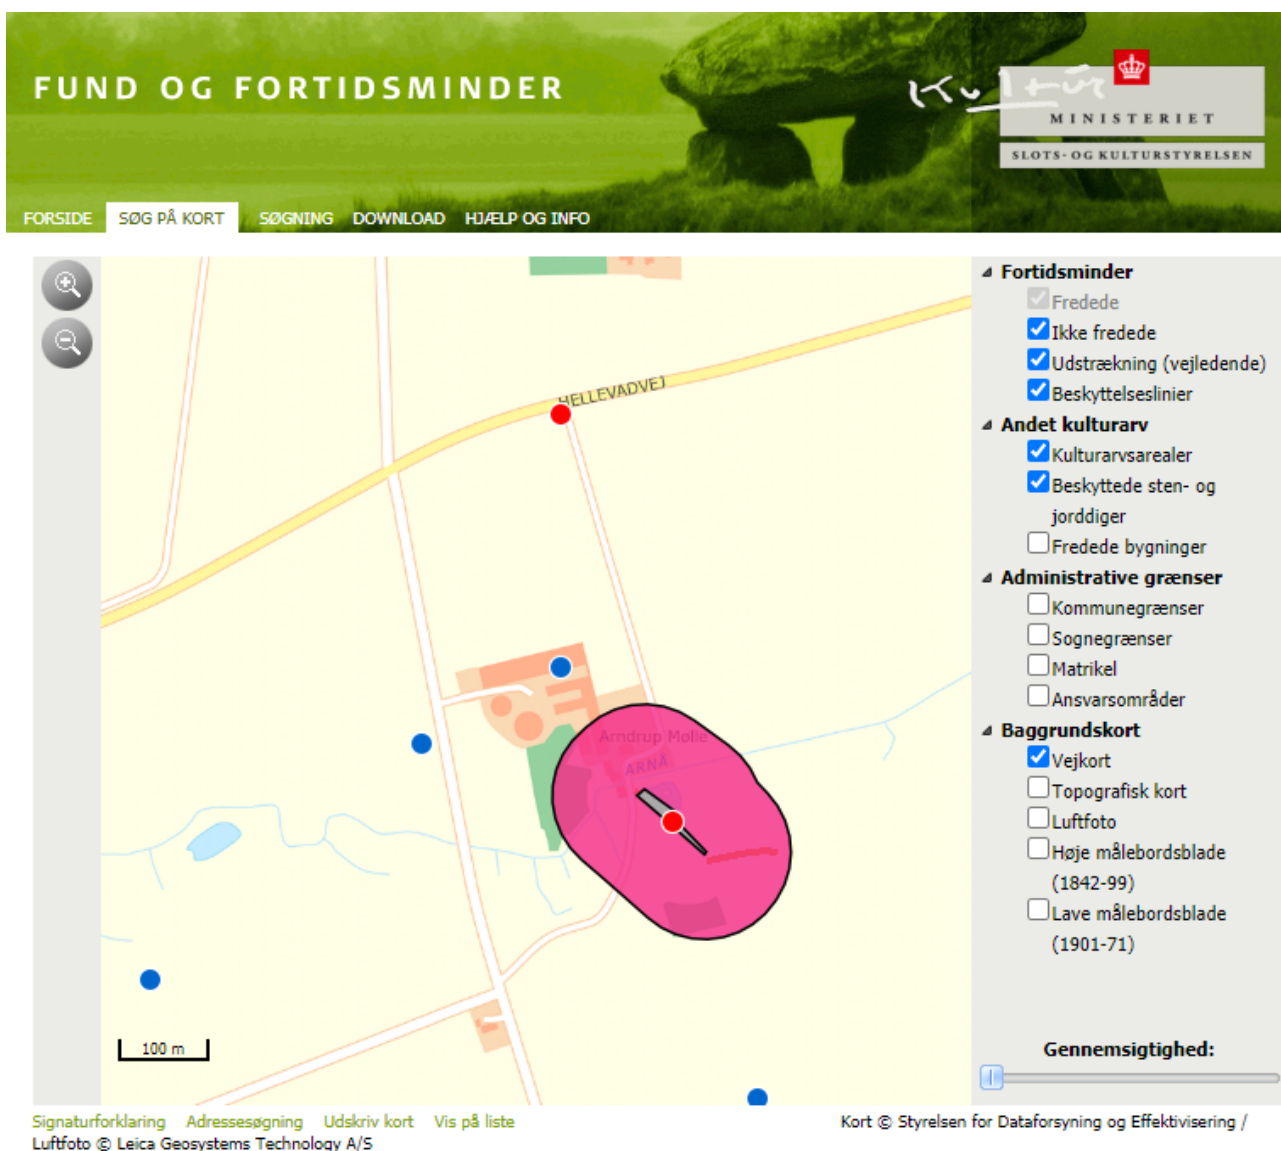 FUND OG FORTIDSMINDER
Kultur
MINISTERIET
SLOTS- OG KULTURSTYRELSEN
FORSIDE SØG PÅ KORT SØGNING DOWNLOAD HJÆLP OG INFO
HELLEVADVEJ
Arndrup Mølle
ARNÅ
100 m
Fortidsminder
Fredede
Ikke fredede
Udstrækning (vejledende)
Beskyttelseslinier
Andet kulturarv
Kulturarvsarealer
Beskyttede sten- og
jorddiger
Fredede bygninger
Administrative grænser
Kommunegrænser
Sognegrænser
Matrikel
Ansvarsområder
Baggrundskort
Vejkort
Topografisk kort
Luftfoto
Høje målebordsblade
(1842-99)
Lave målebordsblade
(1901-71)
Gennemsigtighed:
Signaturforklaring Adressesøgning Udskriv kort Vis på liste
Kort © Styrelsen for Dataforsyning og Effektivisering /
Luftfoto © Leica Geosystems Technology A/S